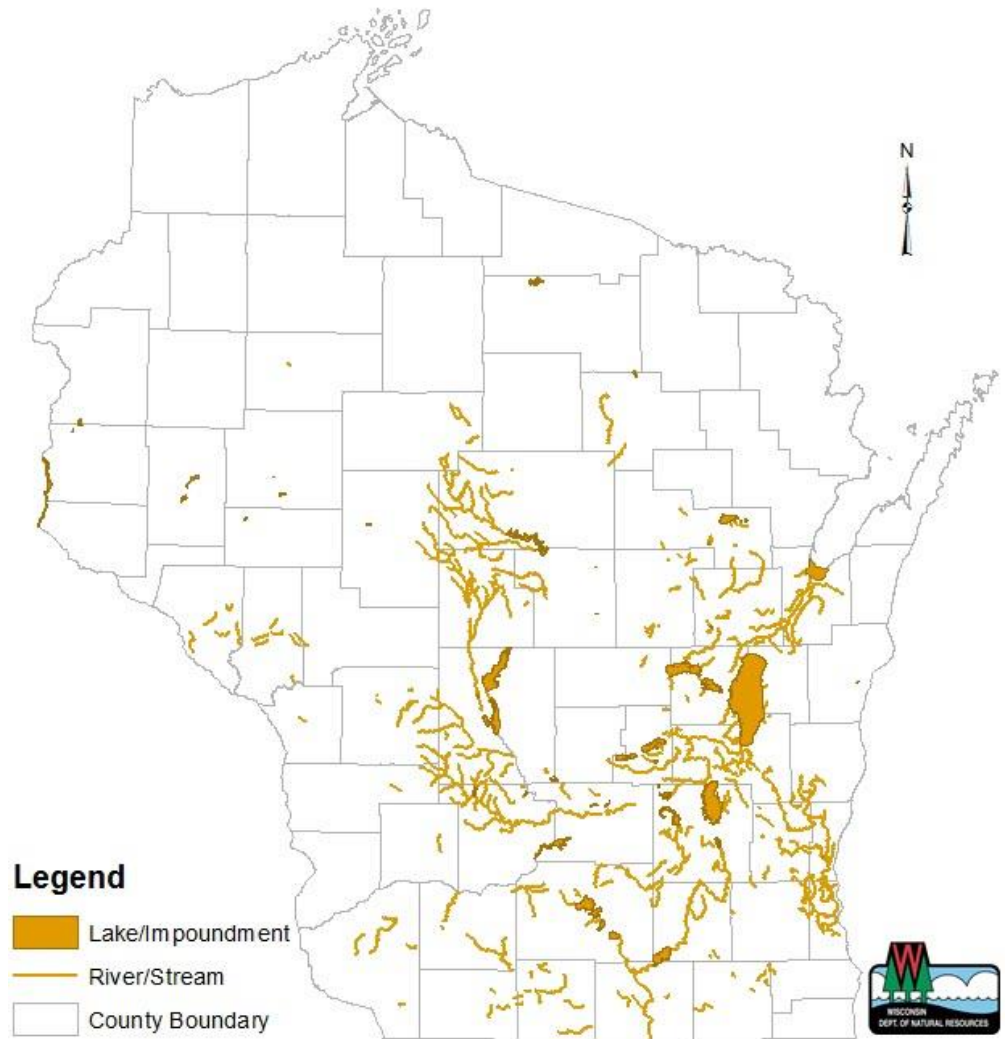 N
Legend
Lake/Impoundment
River/Stream
County Boundary
W
WISCONSIN
DEPT. OF NATURAL RESOURCES